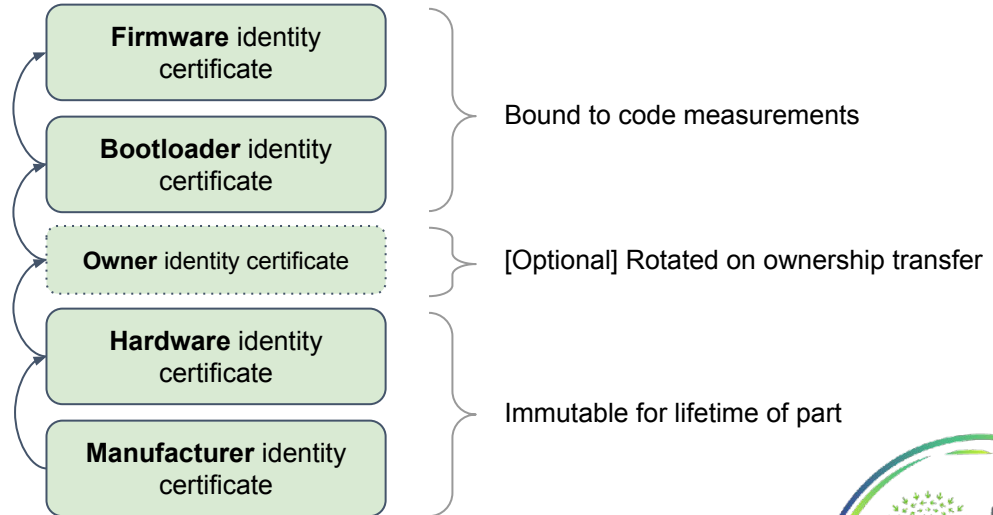 Firmware identity
certificate
Bound to code measurements
Bootloader identity
certificate
Owner identity certificate
[Optional] Rotated on ownership transfer
Hardware identity
certificate
Immutable for lifetime of part
Manufacturer identity
certificate